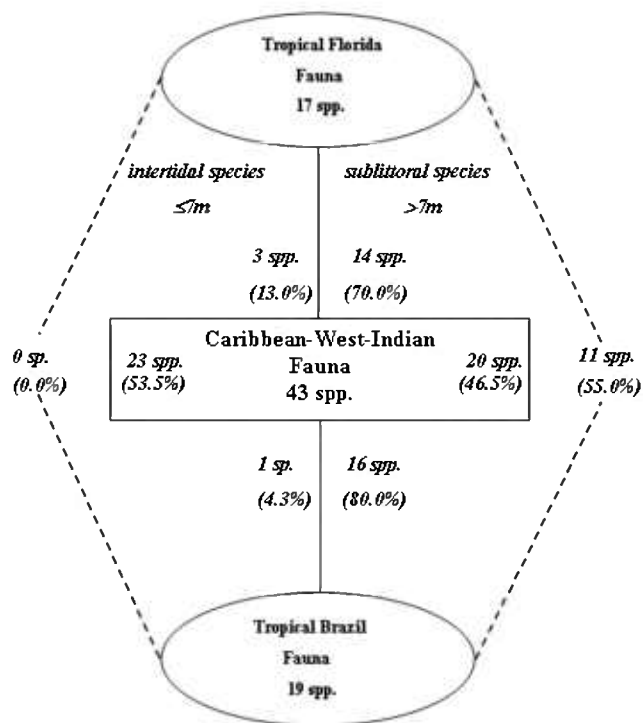 Tropical Florida
Fauna
17 spp.
intertidal species
≤7m
sublittoral species
>7m
3 spp.
(13.0%)
14 spp.
(70.0%)
0 sp.
(0.0%)
23 spp.
(53.5%)
Caribbean-West-Indian
Fauna
43 spp.
20 spp.
(46.5%)
11 spp.
(55.0%)
1 sp.
(4.3%)
16 spp.
(80.0%)
Tropical Brazil
Fauna
19 spp.